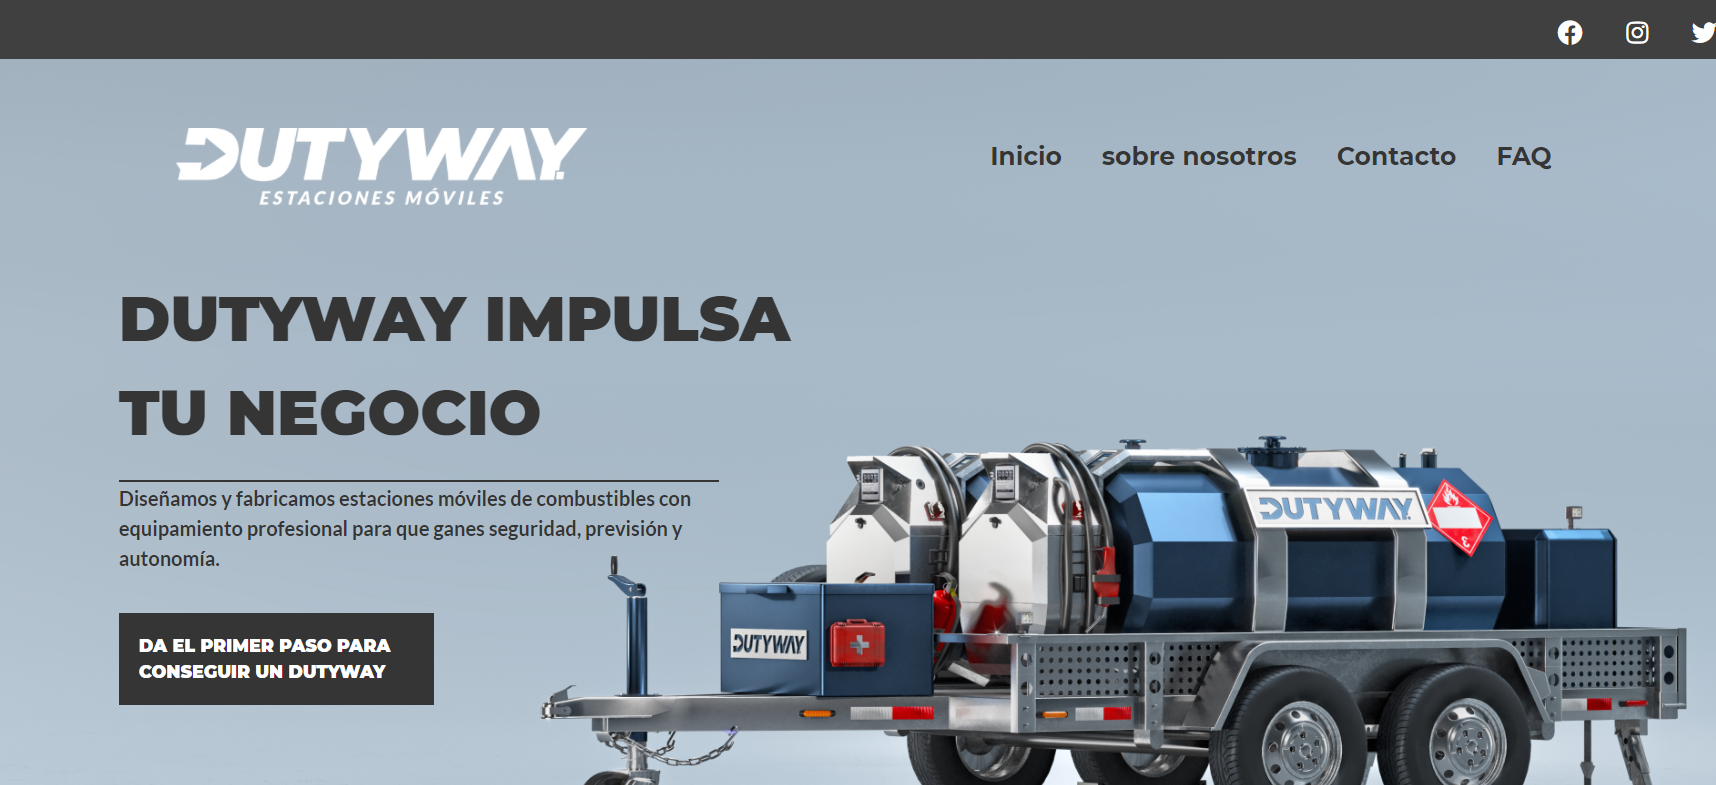 DUTYWAY
ESTACIONES MÓVILES
Inicio sobre nosotros Contacto FAQ
DUTYWAY IMPULSA
TU NEGOCIO
Diseñamos y fabricamos estaciones móviles de combustibles con
equipamiento profesional para que ganes seguridad, previsión y
autonomía.
DA EL PRIMER PASO PARA
CONSEGUIR UN DUTYWAY
DUTYWAY
DUTYWAY
3